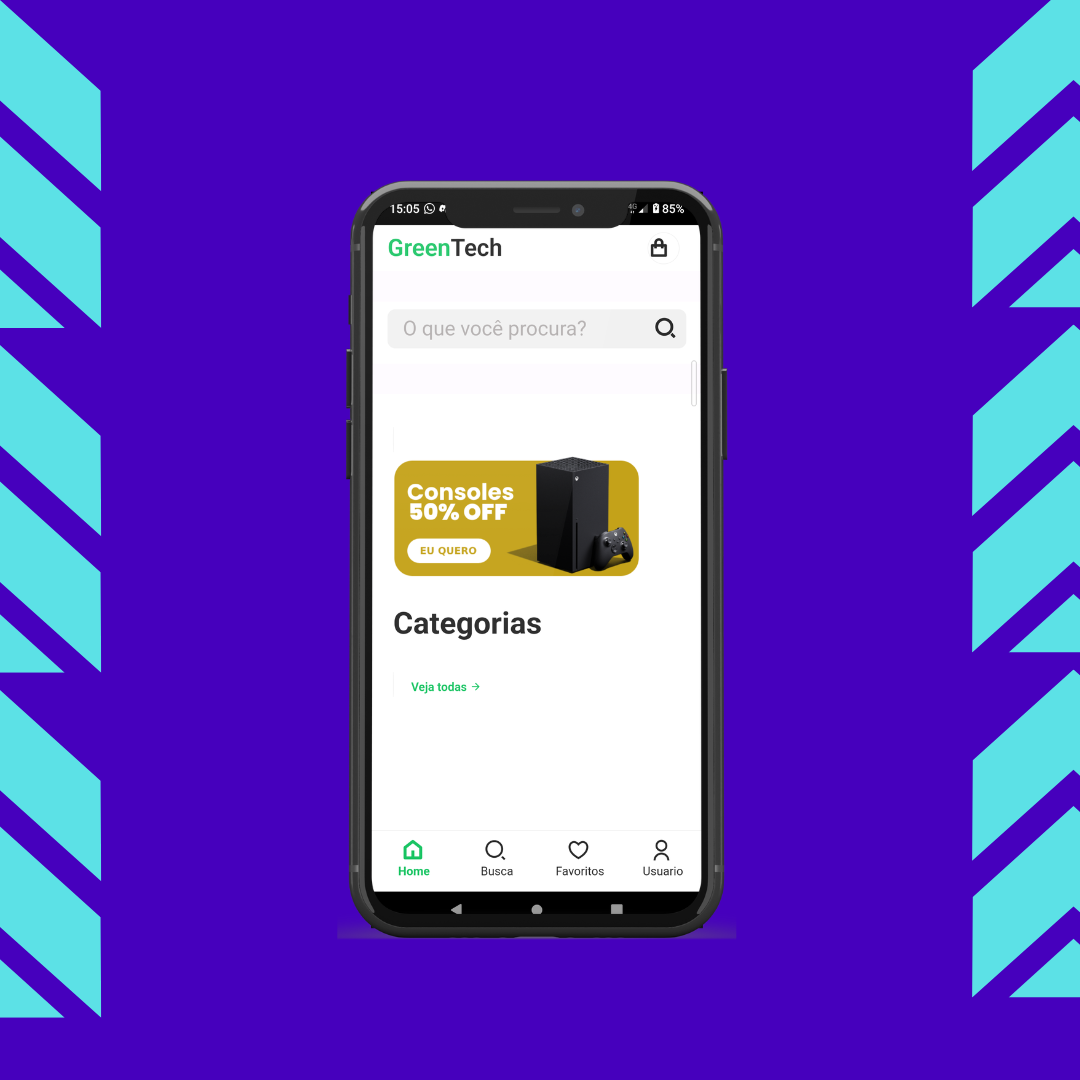 15:05
4G
85%
GreenTech
O que você procura?
Consoles
50% OFF
EU QUERO
Categorias
Veja todas →
Home
Busca
Favoritos
Usuario